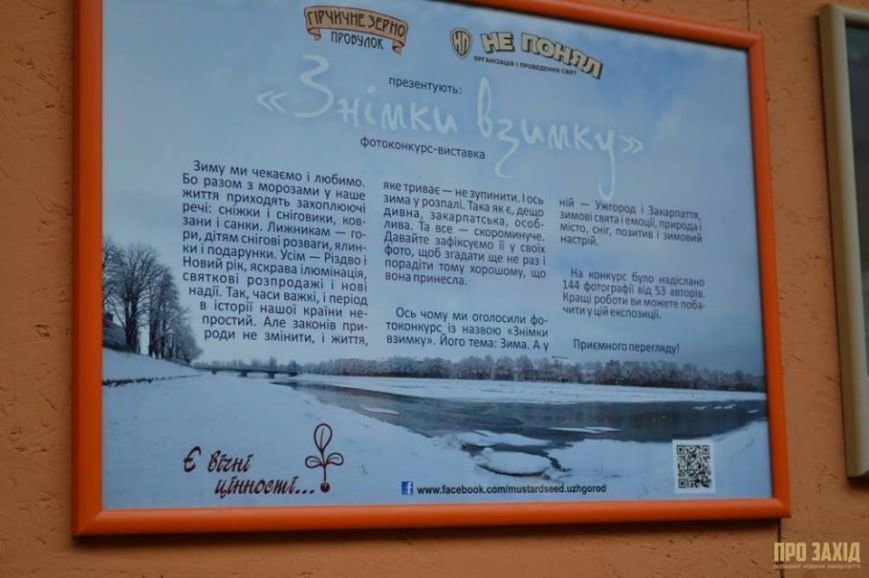 ГІРЧИЧНЕ ЗЕРНО
ПРОВУЛОК
НП НЕ ПОНЯЛ
ОРГАНІЗАЦІЯ І ПРОВЕДЕННЯ СВЯТ
презентують:
«Знімки взимку»
фотоконкурс-виставка
Зиму ми чекаємо і любимо.
Бо разом з морозами у наше
життя приходять захоплюючі
речі: сніжки і сніговики, ков-
зани і санки. Лижникам — го-
ри, дітям снігові розваги, ялин-
ки і подарунки. Усім — Різдво і
Новий рік, яскрава ілюмінація,
святкові розпродажі і нові
надії. Так, часи важкі, і період
в історії нашої країни не-
простий. Але законів при-
роди не змінити, і життя,
яке триває — не зупинити. І ось
зима у розпалі. Така як є, дещо
дивна, закарпатська, особ-
лива. Та все — скороминуче.
Давайте зафіксуємо її у своїх
фото, щоб згадати ще не раз і
порадіти тому хорошому, що
вона принесла.
Ось чому ми оголосили фо-
токонкурс із назвою «Знімки
взимку». Його тема: Зима. А у
ній — Ужгород і Закарпаття,
зимові свята і емоції, природа і
місто, сніг, позитив і зимовий
настрій.
На конкурс було надіслано
144 фотографії від 53 авторів.
Кращі роботи ви можете поба-
чити у цій експозиції.
Приємного перегляду!
Є вічні
цінності...
f www.facebook.com/mustardseed.uzhgorod
ПРО ЗАХІД